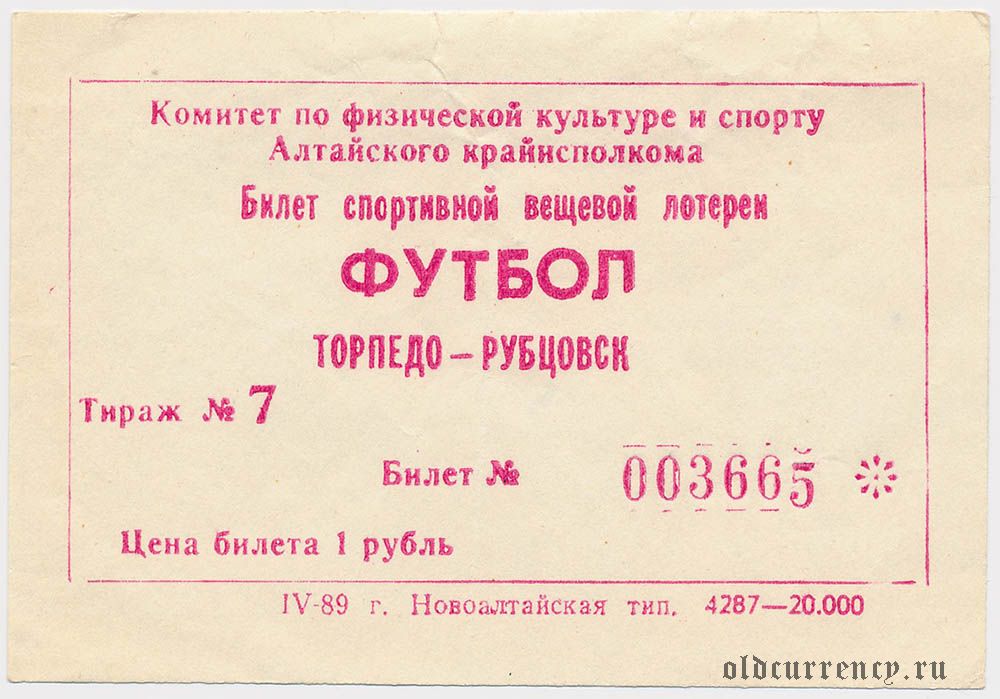 Комитет по физической культуре и спорту
Алтайского крайисполкома
Билет спортивной вещевой лотереи
ФУТБОЛ
ТОРПЕДО — РУБЦОВСК
Тираж № 7
Билет № 003665 *
Цена билета 1 рубль
IV-89 г. Новоалтайская тип. 4287—20.000
oldcurrency.ru